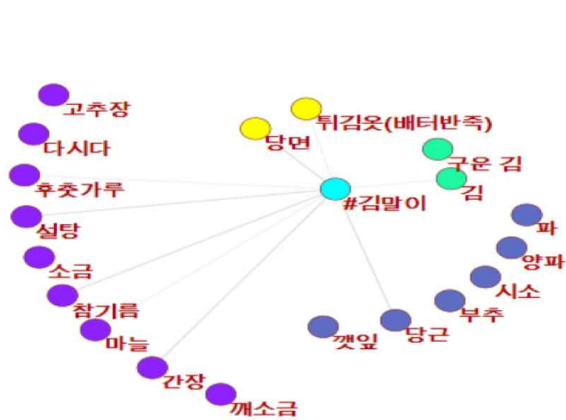 고추장
다시다
후춧가루
설탕
소금
참기름
마늘
간장
깨소금
당면
튀김옷(배터반죽)
#김말이
구운 김
김
파
양파
시소
부추
당근
깻잎